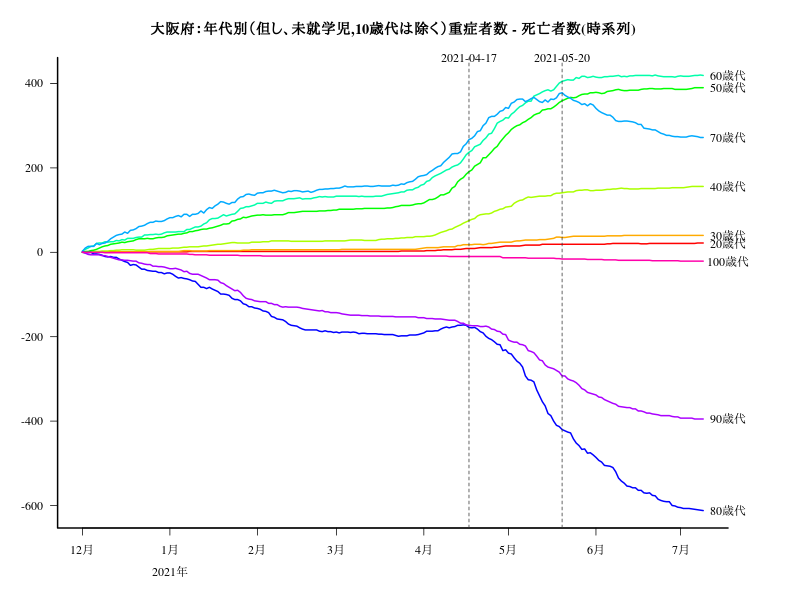 大阪府：年代別（但し、未就学児,10歳代は除く）重症者数 - 死亡者数(時系列)
2021-04-17
2021-05-20
400
200
0
-200
-400
-600
60歳代
50歳代
70歳代
40歳代
30歳代
20歳代
100歳代
90歳代
80歳代
12月
1月
2月
3月
4月
5月
6月
7月
2021年